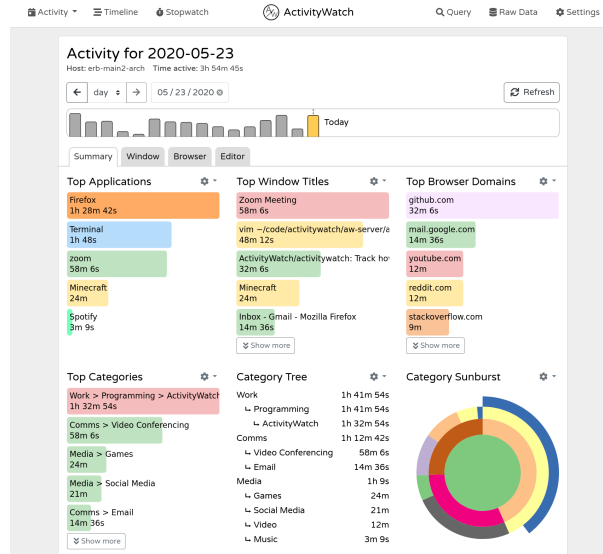 Activity
Timeline
Stopwatch
ActivityWatch
Query
Raw Data
Settings
Activity for 2020-05-23
Host: erb-main2-arch Time active: 3h 54m 45s
day
05 / 23 / 2020
Refresh
Today
Summary
Window
Browser
Editor
Top Applications
Firefox
1h 28m 42s
Terminal
1h 48s
zoom
58m 6s
Minecraft
24m
Spotify
3m 9s
Top Window Titles
Zoom Meeting
58m 6s
vim ~/code/activitywatch/aw-server/a
48m 12s
ActivityWatch/activitywatch: Track ho
32m 6s
Minecraft
24m
Inbox - Gmail - Mozilla Firefox
14m 36s
Show more
Top Browser Domains
github.com
32m 6s
mail.google.com
14m 36s
youtube.com
12m
reddit.com
12m
stackoverflow.com
9m
Show more
Top Categories
Work > Programming > ActivityWatch
1h 32m 54s
Comms > Video Conferencing
58m 6s
Media > Games
24m
Media > Social Media
21m
Comms > Email
14m 36s
Show more
Category Tree
Work 1h 41m 54s
Programming 1h 41m 54s
ActivityWatch 1h 32m 54s
Comms 1h 12m 42s
Video Conferencing 58m 6s
Email 14m 36s
Media 1h 9s
Games 24m
Social Media 21m
Video 12m
Music 3m 9s
Category Sunburst